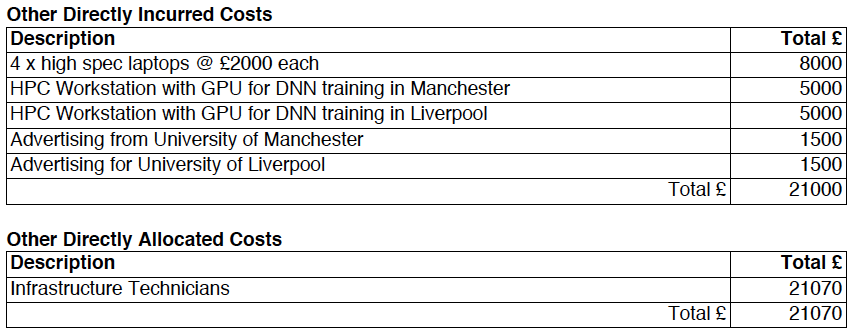 Other Directly Incurred Costs
Description Total £
4 x high spec laptops @ £2000 each 8000
HPC Workstation with GPU for DNN training in Manchester 5000
HPC Workstation with GPU for DNN training in Liverpool 5000
Advertising from University of Manchester 1500
Advertising for University of Liverpool 1500
Total £ 21000
Other Directly Allocated Costs
Description Total £
Infrastructure Technicians 21070
Total £ 21070